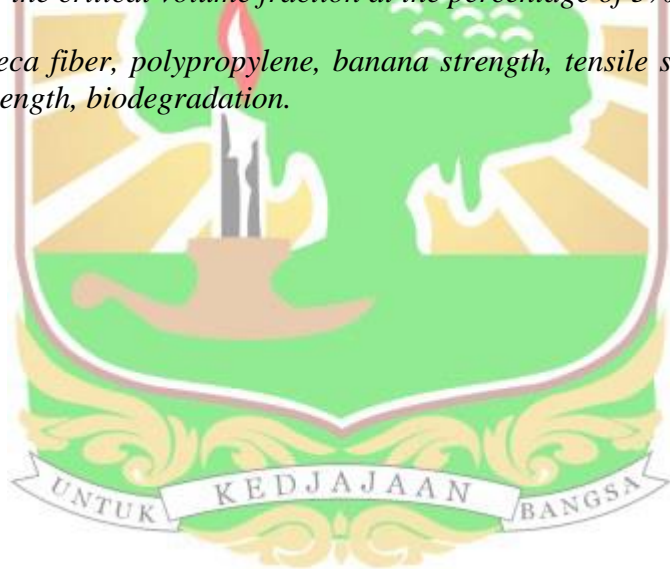 the critical volume fraction at the percentage of 5%
eca fiber, polypropylene, banana strength, tensile s
ength, biodegradation.
UNTUK KEDJAJAAN BANGSA